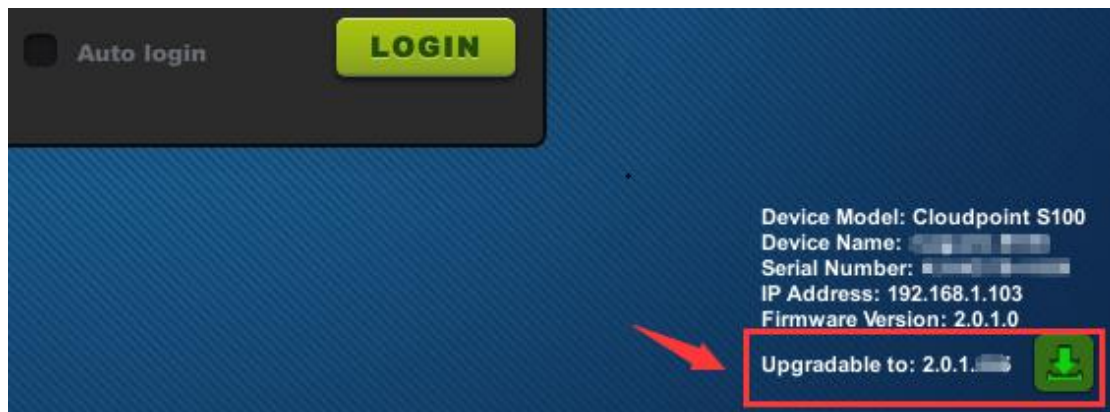 Auto login
LOGIN
Device Model: Cloudpoint S100
Device Name:
Serial Number:
IP Address: 192.168.1.103
Firmware Version: 2.0.1.0
Upgradable to: 2.0.1.